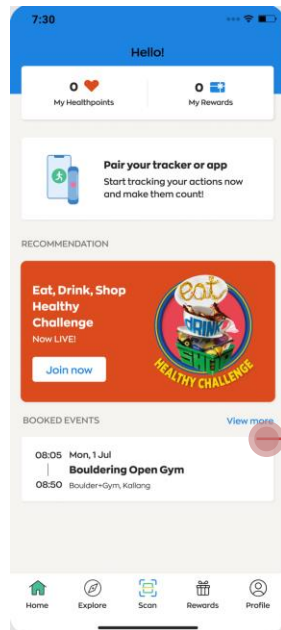 7:30
Hello!
0
My Healthpoints
0
My Rewards
Pair your tracker or app
Start tracking your actions now
and make them count!
RECOMMENDATION
Eat, Drink, Shop
Healthy
Challenge
Now LIVE!
Join now
eat
DRINK
SHOP
HEALTHY CHALLENGE
BOOKED EVENTS
View more
08:05 Mon, 1 Jul
Bouldering Open Gym
08:50 Boulder+Gym, Kallang
Home
Explore
Scan
Rewards
Profile